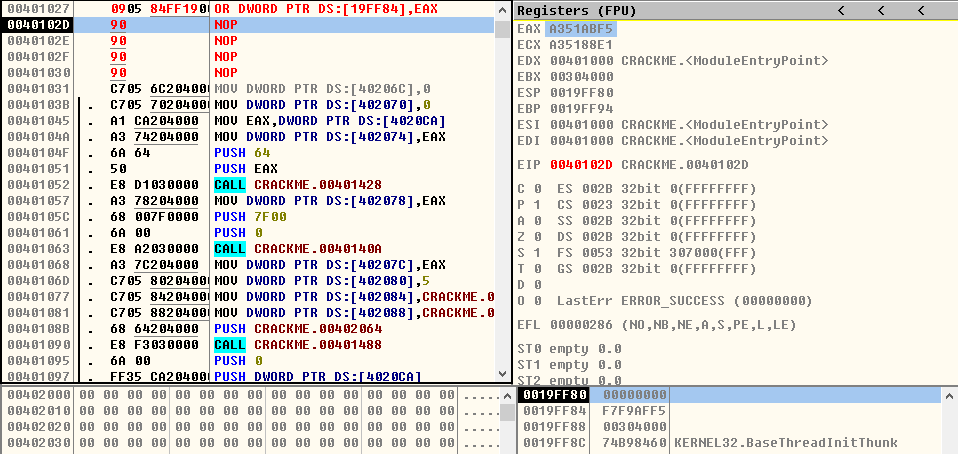 00401027 0905 84FF1900 OR DWORD PTR DS:[19FF84],EAX
0040102D 90 NOP
0040102E 90 NOP
0040102F 90 NOP
00401030 90 NOP
00401031 C705 6C204000 MOV DWORD PTR DS:[40206C],0
0040103B . C705 70204000 MOV DWORD PTR DS:[402070],0
00401045 . A1 CA204000 MOV EAX,DWORD PTR DS:[4020CA]
0040104A . A3 74204000 MOV DWORD PTR DS:[402074],EAX
0040104F . 6A 64 PUSH 64
00401051 . 50 PUSH EAX
00401052 . E8 D1030000 CALL CRACKME.00401428
00401057 . A3 78204000 MOV DWORD PTR DS:[402078],EAX
0040105C . 68 007F0000 PUSH 7F00
00401061 . 6A 00 PUSH 0
00401063 . E8 A2030000 CALL CRACKME.0040140A
00401068 . A3 7C204000 MOV DWORD PTR DS:[40207C],EAX
0040106D . C705 80204000 MOV DWORD PTR DS:[402080],5
00401077 . C705 84204000 MOV DWORD PTR DS:[402084],CRACKME.0
00401081 . C705 88204000 MOV DWORD PTR DS:[402088],CRACKME.0
0040108B . 68 64204000 PUSH CRACKME.00402064
00401090 . E8 F3030000 CALL CRACKME.00401488
00401095 . 6A 00 PUSH 0
00401097 . FF35 CA204000 PUSH DWORD PTR DS:[4020CA]
Registers (FPU) < < <
EAX A351ABF5
ECX A35188E1
EDX 00401000 CRACKME.<ModuleEntryPoint>
EBX 00304000
ESP 0019FF80
EBP 0019FF94
ESI 00401000 CRACKME.<ModuleEntryPoint>
EDI 00401000 CRACKME.<ModuleEntryPoint>
EIP 0040102D CRACKME.0040102D
C 0 ES 002B 32bit 0(FFFFFFFF)
P 1 CS 0023 32bit 0(FFFFFFFF)
A 0 SS 002B 32bit 0(FFFFFFFF)
Z 0 DS 002B 32bit 0(FFFFFFFF)
S 1 FS 0053 32bit 307000(FFF)
T 0 GS 002B 32bit 0(FFFFFFFF)
D 0
O 0 LastErr ERROR_SUCCESS (00000000)
EFL 00000286 (NO,NB,NE,A,S,PE,L,LE)
ST0 empty 0.0
ST1 empty 0.0
ST2 empty 0.0
00402000 00 00 00 00 00 00 00 00 00 00 00 00 00 00 00 00 .....
00402010 00 00 00 00 00 00 00 00 00 00 00 00 00 00 00 00 .....
00402020 00 00 00 00 00 00 00 00 00 00 00 00 00 00 00 00 .....
00402030 00 00 00 00 00 00 00 00 00 00 00 00 00 00 00 00 .....
0019FF80 00000000
0019FF84 F7F9AFF5
0019FF88 00304000
0019FF8C 74B98460 KERNEL32.BaseThreadInitThunk